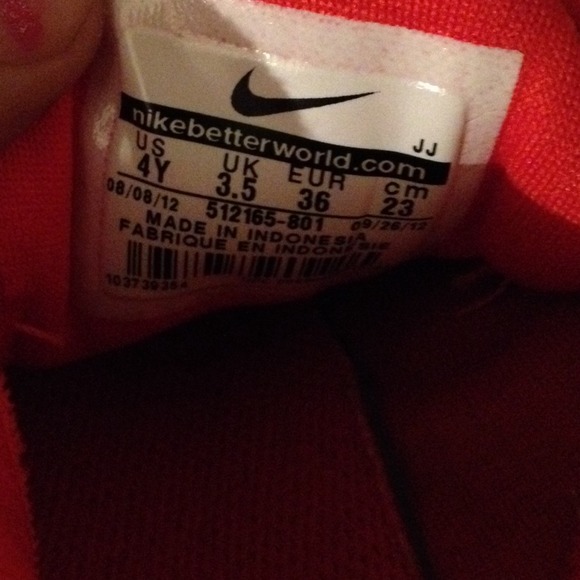 nikebetterworld.com
JJ
US UK EUR cm
4Y 3.5 36 23
08/08/12 512165-801 09/26/12
MADE IN INDONESIA
FABRIQUE EN INDONESIE